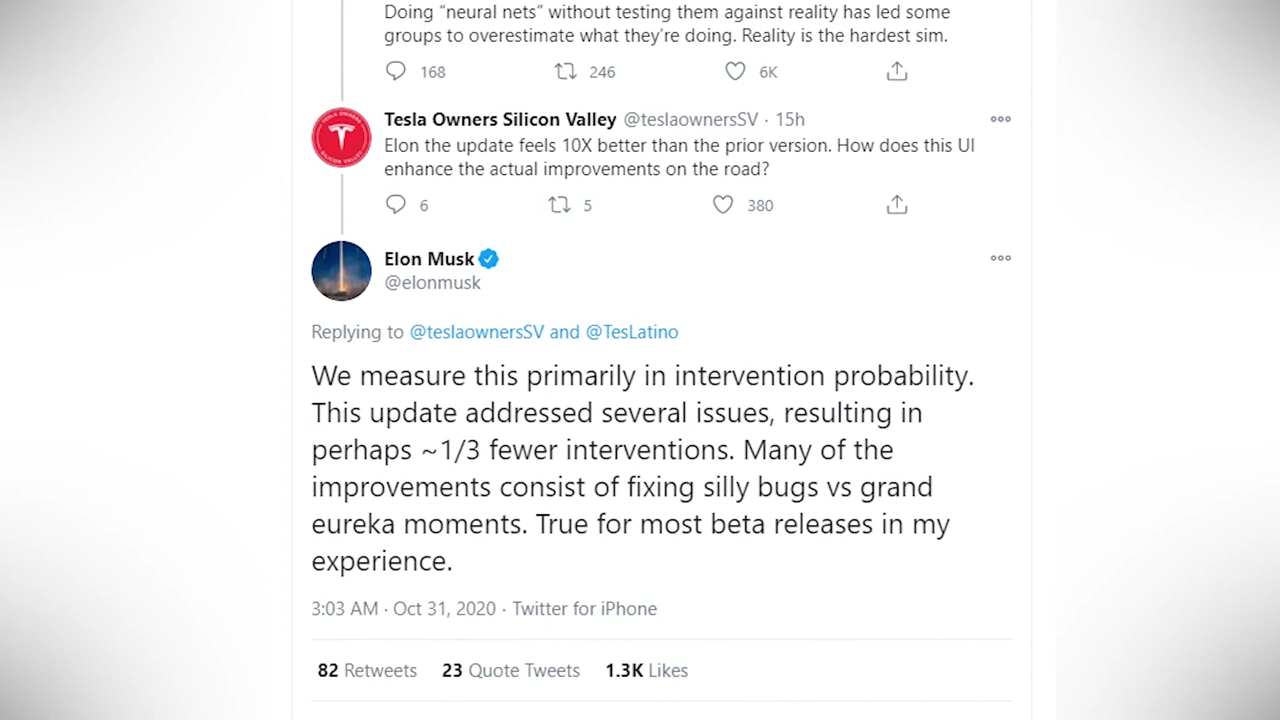 Doing “neural nets” without testing them against reality has led some
groups to overestimate what they’re doing. Reality is the hardest sim.
168 246 6K
Tesla Owners Silicon Valley @teslaownersSV · 15h
Elon the update feels 10X better than the prior version. How does this UI
enhance the actual improvements on the road?
6 5 380
Elon Musk
@elonmusk
Replying to @teslaownersSV and @TesLatino
We measure this primarily in intervention probability.
This update addressed several issues, resulting in
perhaps ~1/3 fewer interventions. Many of the
improvements consist of fixing silly bugs vs grand
eureka moments. True for most beta releases in my
experience.
3:03 AM · Oct 31, 2020 · Twitter for iPhone
82 Retweets 23 Quote Tweets 1.3K Likes